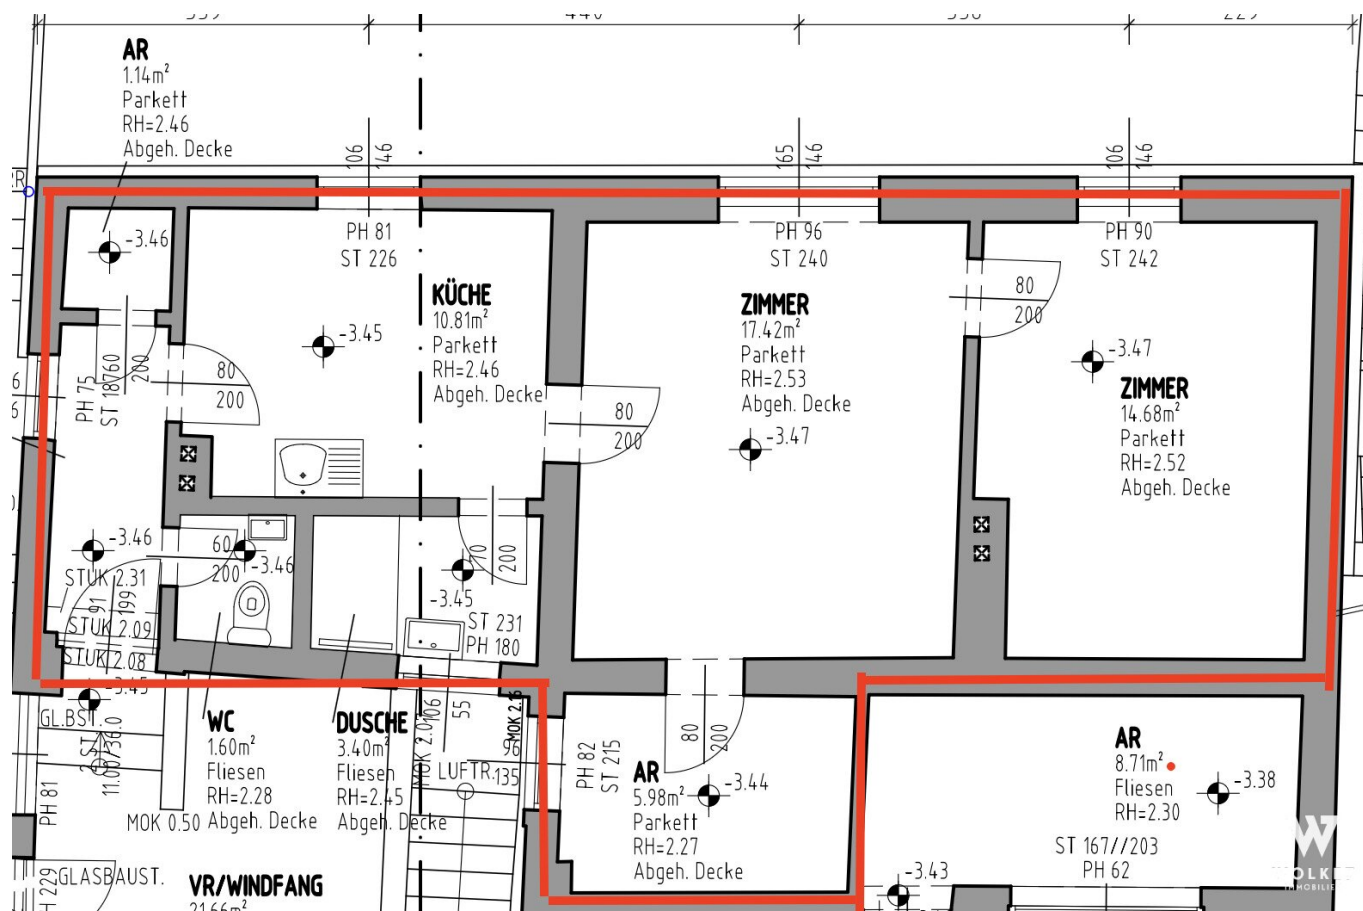 AR
1.14m²
Parkett
RH=2.46
Abgeh. Decke
106
146
165
146
106
146
-3.46
PH 81
ST 226
PH 96
ST 240
PH 90
ST 242
KÜCHE
10.81m²
Parkett
RH=2.46
Abgeh. Decke
-3.45
80
200
PH 75
ST 187
60
200
ZIMMER
17.42m²
Parkett
RH=2.53
Abgeh. Decke
-3.47
80
200
80
200
-3.47
ZIMMER
14.68m²
Parkett
RH=2.52
Abgeh. Decke
-3.46
60
200
-3.46
70
200
-3.45
ST 231
PH 180
STUK 2.31
91
199
STUK 2.09
STUK 2.08
-3.45
GL.BST.
PH 81
MOK 0.50
WC
1.60m²
Fliesen
RH=2.28
Abgeh. Decke
DUSCHE
3.40m²
Fliesen
RH=2.45
Abgeh. Decke
106
55
LUFTR.
96
135
PH 82
ST 215
80
200
AR
5.98m²
Parkett
RH=2.27
Abgeh. Decke
-3.44
AR
8.71m²
Fliesen
RH=2.30
-3.38
ST 167//203
PH 62
-3.43
GLASBAUST.
VR/WINDFANG